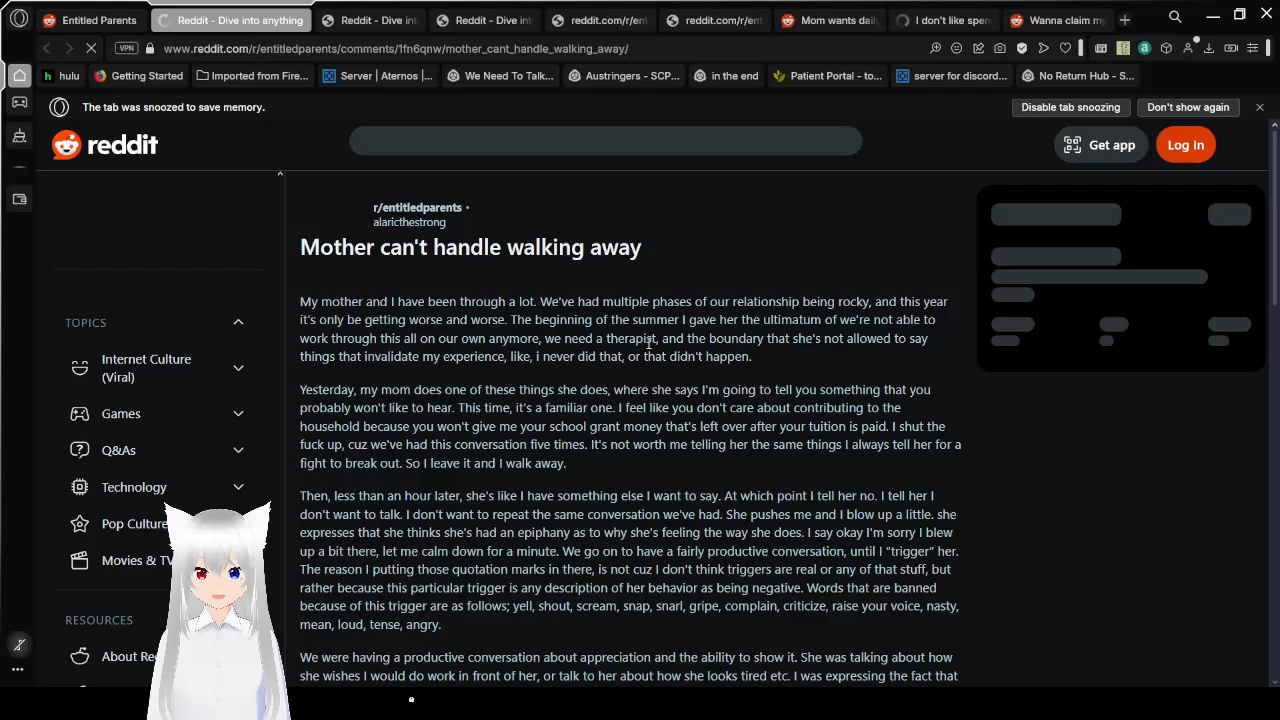 Entitled Parents
Reddit - Dive into anything
Reddit - Dive int
Reddit - Dive int
reddit.com/r/ent
reddit.com/r/ent
Mom wants daily
I don't like spen
Wanna claim my
VPN
www.reddit.com/r/entitledparents/comments/1fn6qnw/mother_cant_handle_walking_away/
hulu
Getting Started
Imported from Fire...
Server | Aternos |...
We Need To Talk...
Austringers - SCP...
in the end
Patient Portal - to...
server for discord...
No Return Hub - S...
The tab was snoozed to save memory.
Disable tab snoozing
Don't show again
reddit
Get app
Log In
r/entitledparents •
alaricthestrong
Mother can't handle walking away
My mother and I have been through a lot. We've had multiple phases of our relationship being rocky, and this year
it's only be getting worse and worse. The beginning of the summer I gave her the ultimatum of we're not able to
work through this all on our own anymore, we need a therapist, and the boundary that she's not allowed to say
things that invalidate my experience, like, i never did that, or that didn't happen.
Yesterday, my mom does one of these things she does, where she says I'm going to tell you something that you
probably won't like to hear. This time, it's a familiar one. I feel like you don't care about contributing to the
household because you won't give me your school grant money that's left over after your tuition is paid. I shut the
fuck up, cuz we've had this conversation five times. It's not worth me telling her the same things I always tell her for a
fight to break out. So I leave it and I walk away.
Then, less than an hour later, she's like I have something else I want to say. At which point I tell her no. I tell her I
don't want to talk. I don't want to repeat the same conversation we've had. She pushes me and I blow up a little. she
expresses that she thinks she's had an epiphany as to why she's feeling the way she does. I say okay I'm sorry I blew
up a bit there, let me calm down for a minute. We go on to have a fairly productive conversation, until I "trigger" her.
The reason I putting those quotation marks in there, is not cuz I don't think triggers are real or any of that stuff, but
rather because this particular trigger is any description of her behavior as being negative. Words that are banned
because of this trigger are as follows; yell, shout, scream, snap, snarl, gripe, complain, criticize, raise your voice, nasty,
mean, loud, tense, angry.
We were having a productive conversation about appreciation and the ability to show it. She was talking about how
she wishes I would do work in front of her, or talk to her about how she looks tired etc. I was expressing the fact that
TOPICS
Internet Culture
(Viral)
Games
Q&As
Technology
Pop Culture
Movies & TV
RESOURCES
About Re